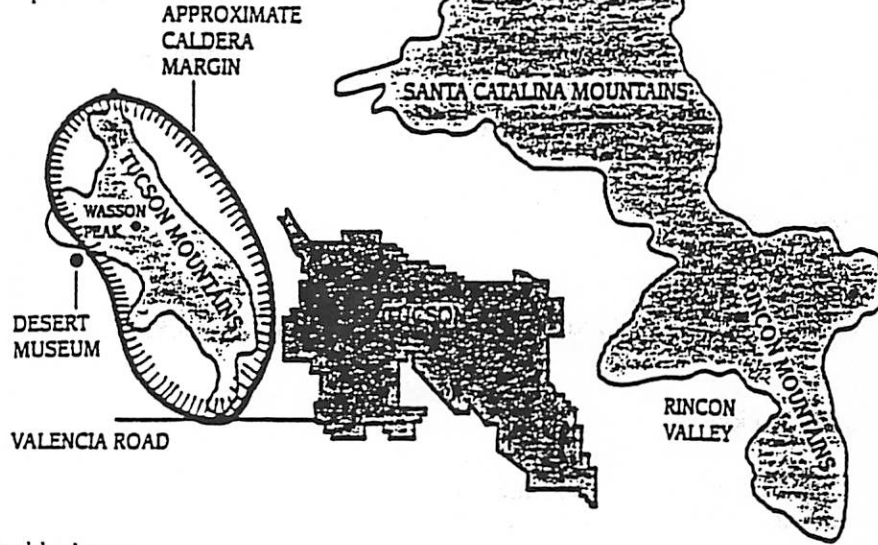 APPROXIMATE
CALDERA
MARGIN
SANTA CATALINA MOUNTAINS
TUCSON MOUNTAINS
WASSON
PEAK
TUCSON
DESERT
MUSEUM
RINCON MOUNTAINS
RINCON
VALLEY
VALENCIA ROAD